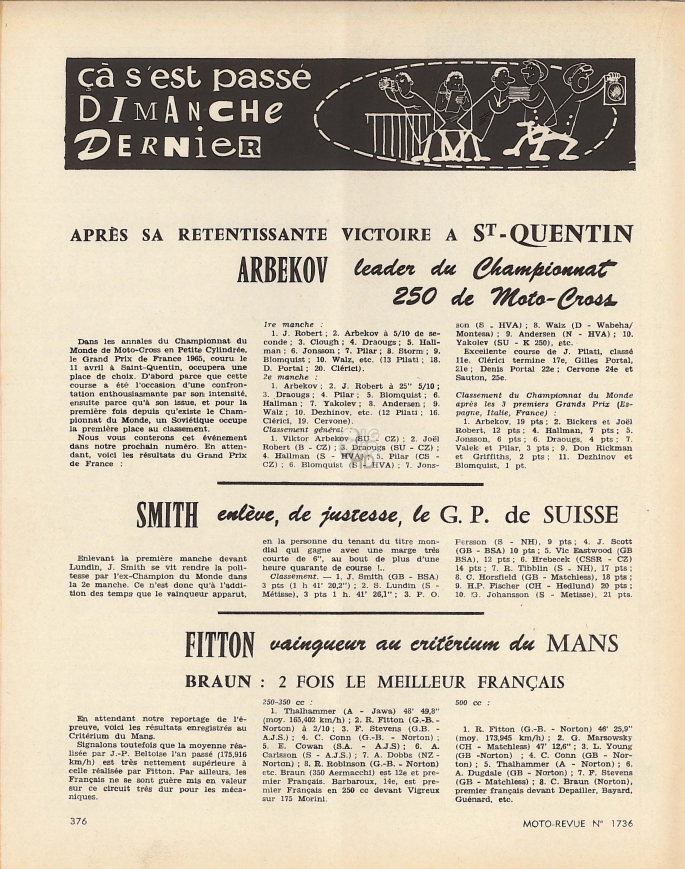 çà s'est passé
DIMANCHE
DERNIER
APRÈS SA RETENTISSANTE VICTOIRE A ST-QUENTIN
ARBEKOV leader du Championnat
250 de Moto-Cross
Dans les annales du Championnat du
Monde de Moto-Cross en Petite Cylindrée,
le Grand Prix de France 1965, couru le
11 avril à Saint-Quentin, occupera une
place de choix. D'abord parce que cette
course a été l'occasion d'une confron-
tation enthousiasmante par son intensité,
ensuite parce qu'à son issue, et pour la
première fois depuis qu'existe le Cham-
pionnat du Monde, un Soviétique occupe
la première place au classement.
Nous vous conterons cet événement
dans notre prochain numéro. En atten-
dant, voici les résultats du Grand Prix
de France :
1re manche :
1. J. Robert ; 2. Arbekov à 5/10 de se-
conde ; 3. Clough ; 4. Draougs ; 5. Hall-
man ; 6. Jonsson ; 7. Pilar ; 8. Storm ; 9.
Blomquist ; 10. Walz, etc. (13 Pilati ; 18.
D. Portal ; 20. Clérici).
2e manche :
1. Arbekov ; 2. J. Robert à 25" 5/10 ;
3. Draougs ; 4. Pilar ; 5. Blomquist ; 6.
Hallman ; 7. Yakolev ; 8. Andersen ; 9.
Walz ; 10. Dezhinov, etc. (12 Pilati ; 16.
Clérici, 19. Cervone).
Classement général :
1. Viktor Arbekov (SU - CZ) ; 2. Joël
Robert (B - CZ) ; 3. Draougs (SU - CZ) ;
4. Hallman (S - HVA) ; 5. Pilar (CS -
CZ) ; 6. Blomquist (S - HVA) ; 7. Jons-
son (S - HVA) ; 8. Walz (D - Wabeha/
Montesa) ; 9. Andersen (N - HVA) ; 10.
Yakolev (SU - K 250), etc.
Excellente course de J. Pilati, classé
11e. Clérici termine 17e, Gilles Portal,
21e ; Denis Portal 22e ; Cervone 24e et
Sauton, 25e.
Classement du Championnat du Monde
après les 3 premiers Grands Prix (Es-
pagne, Italie, France) :
1. Arbekov, 19 pts ; 2. Bickers et Joël
Robert, 12 pts ; 4. Hallman, 7 pts ; 5.
Jonsson, 6 pts ; 6. Draougs, 4 pts ; 7.
Valek et Pilar, 3 pts ; 9. Don Rickman
et Griffiths, 2 pts ; 11. Dezhinov et
Blomquist, 1 pt.
SMITH enlève, de justesse, le G. P. de SUISSE
Enlevant la première manche devant
Lundin, J. Smith se vit rendre la poli-
tesse par l'ex-Champion du Monde dans
la 2e manche. Ce n'est donc qu'à l'addi-
tion des temps que le vainqueur apparut,
en la personne du tenant du titre mon-
dial qui gagne avec une marge très
courte de 6", au bout de plus d'une
heure quarante de course !..
Classement. — 1. J. Smith (GB - BSA)
3 pts (1 h 41' 20,2") ; 2. S. Lundin (S -
Métisse), 3 pts 1 h. 41' 26,1" ; 3. P. O.
Persson (S - NH), 9 pts ; 4. J. Scott
(GB - BSA) 10 pts ; 5. Vic Eastwood (GB
BSA), 12 pts ; 6. Hrebecek (CSSR - CZ)
14 pts ; 7. R. Tibblin (S - NH), 17 pts ;
8. C. Horsfield (GB - Matchless), 18 pts ;
9. H.P. Fischer (CH - Hedlund) 20 pts ;
10. G. Johansson (S - Metisse), 21 pts.
FITTON vainqueur au critérium du MANS
BRAUN : 2 FOIS LE MEILLEUR FRANÇAIS
En attendant notre reportage de l'é-
preuve, voici les résultats enregistrés au
Critérium du Mans.
Signalons toutefois que la moyenne réa-
lisée par J.-P. Beltoise l'an passé (175,916
km/h) est très nettement supérieure à
celle réalisée par Fitton. Par ailleurs, les
Français ne se sont guère mis en valeur
sur ce circuit très dur pour les méca-
niques.
250-350 cc :
1. Thalhammer (A - Jawa) 48' 49,8"
(moy. 165,402 km/h) ; 2. R. Fitton (G.-B. -
Norton) à 2/10 ; 3. F. Stevens (G.B. -
A.J.S.) ; 4. C. Conn (G.-B. - Norton) ;
5. E. Cowan (S.A. - A.J.S) ; 6. A.
Carlsson (S - A.J.S.) ; 7. A. Dobbs (NZ -
Norton) ; 8. R. Robinson (G.-B. - Norton)
etc. Braun (350 Aermacchi) est 12e et pre-
mier Français. Barbaroux, 14e, est pre-
mier Français en 250 cc devant Vigreux
sur 175 Morini.
500 cc :
1. R. Fitton (G.-B. - Norton) 46' 25,9"
(moy. 173,945 km/h) ; 2. G. Marsowsky
(CH - Matchless) 47' 12,6" ; 3. L. Young
(GB -Norton) ; 4. C. Conn (GB - Nor-
ton) ; 5. Thalhammer (A - Norton) ; 6.
A. Dugdale (GB - Norton) ; 7. F. Stevens
(GB - Matchless) ; 8. C. Braun (Norton),
premier français devant Depailler, Bayard,
Guénard, etc.
376
MOTO-REVUE N° 1736